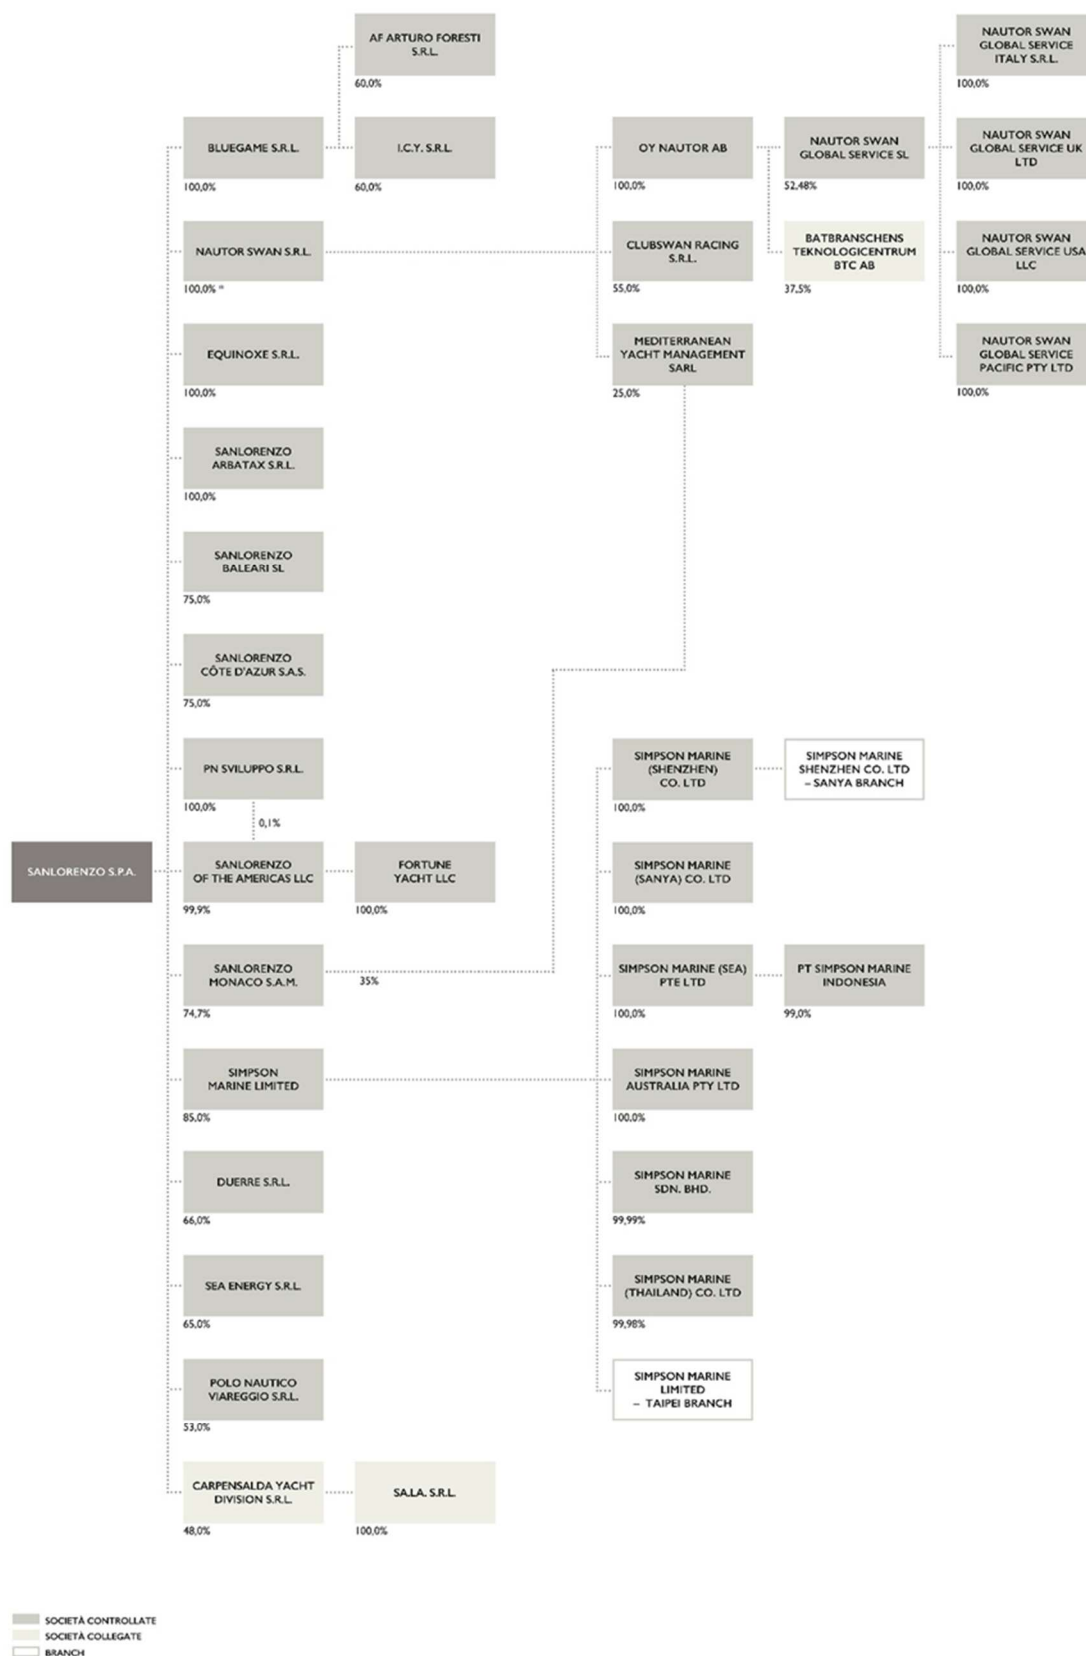 AF ARTURO FORESTI
S.R.L.
60,0%
NAUTOR SWAN
GLOBAL SERVICE
ITALY S.R.L.
100,0%
BLUEGAME S.R.L.
100,0%
I.C.Y. S.R.L.
60,0%
OY NAUTOR AB
100,0%
NAUTOR SWAN
GLOBAL SERVICE SL
52,48%
NAUTOR SWAN
GLOBAL SERVICE UK
LTD
100,0%
NAUTOR SWAN S.R.L.
CLUBSWAN RACING
S.R.L.
55,0%
BATBRANSCHENS
TEKNOLOGICENTRUM
BTC AB
37,5%
NAUTOR SWAN
GLOBAL SERVICE USA
LLC
100,0%
100,0%
EQUINOXE S.R.L.
100,0%
MEDITERRANEAN
YACHT MANAGEMENT
SARL
25,0%
NAUTOR SWAN
GLOBAL SERVICE
PACIFIC PTY LTD
100,0%
SANLORENZO
ARBATAX S.R.L.
100,0%
SANLORENZO
BALEARI SL
75,0%
SANLORENZO
CÔTE D'AZUR S.A.S.
75,0%
PN SVILUPPO S.R.L.
100,0%
0,1%
SIMPSON MARINE
(SHENZHEN)
CO. LTD
100,0%
SIMPSON MARINE
SHENZHEN CO. LTD
– SANYA BRANCH
SANLORENZO S.P.A.
SANLORENZO
OF THE AMERICAS LLC
99,9%
FORTUNE
YACHT LLC
100,0%
SIMPSON MARINE
(SANYA) CO. LTD
100,0%
SANLORENZO
MONACO S.A.M.
74,7%
35%
SIMPSON MARINE (SEA)
PTE LTD
100,0%
PT SIMPSON MARINE
INDONESIA
99,0%
SIMPSON
MARINE LIMITED
85,0%
SIMPSON MARINE
AUSTRALIA PTY LTD
100,0%
DUERRE S.R.L.
66,0%
SIMPSON MARINE
SDN. BHD.
99,99%
SEA ENERGY S.R.L.
65,0%
SIMPSON MARINE
(THAILAND) CO. LTD
99,98%
POLO NAUTICO
VIAREGGIO S.R.L.
53,0%
SIMPSON MARINE
LIMITED
– TAIPEI BRANCH
CARPENSALDA YACHT
DIVISION S.R.L.
48,0%
SA.LA. S.R.L.
100,0%
SOCIETÀ CONTROLLATE
SOCIETÀ COLLEGATE
BRANCH